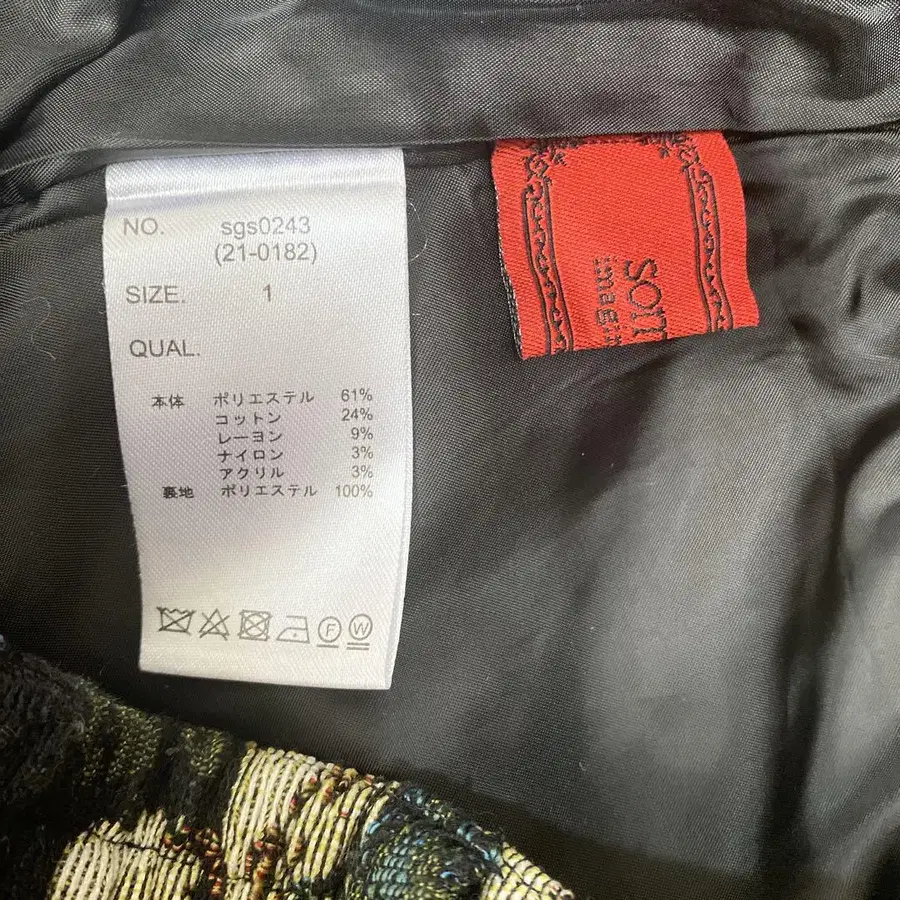 NO. sgs0243
(21-0182)
SIZE. 1
QUAL.
本体 ポリエステル 61%
コットン 24%
レーヨン 9%
ナイロン 3%
アクリル 3%
裏地 ポリエステル 100%
F W